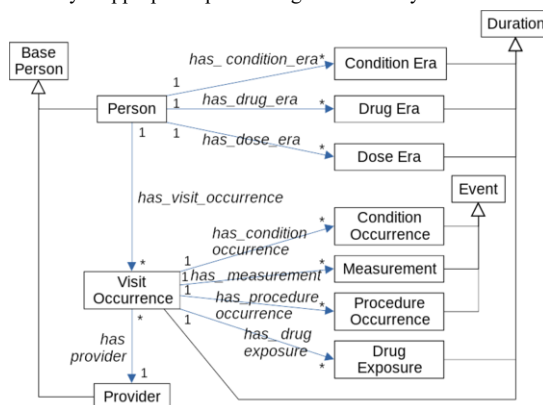 Duration
Base
Person
has_ condition_era
*
Condition Era
1
Person
1
has_drug_era
*
Drug Era
1
1
has_dose_era
*
Dose Era
has_visit_occurrence
Event
has_condition
occurrence
*
Condition
Occurrence
*
1
Visit
Occurrence
1
has_measurement
*
Measurement
1
has_procedure
occurrence
*
Procedure
Occurrence
*
1
has
provider
has_drug
exposure
*
Drug
Exposure
1
Provider